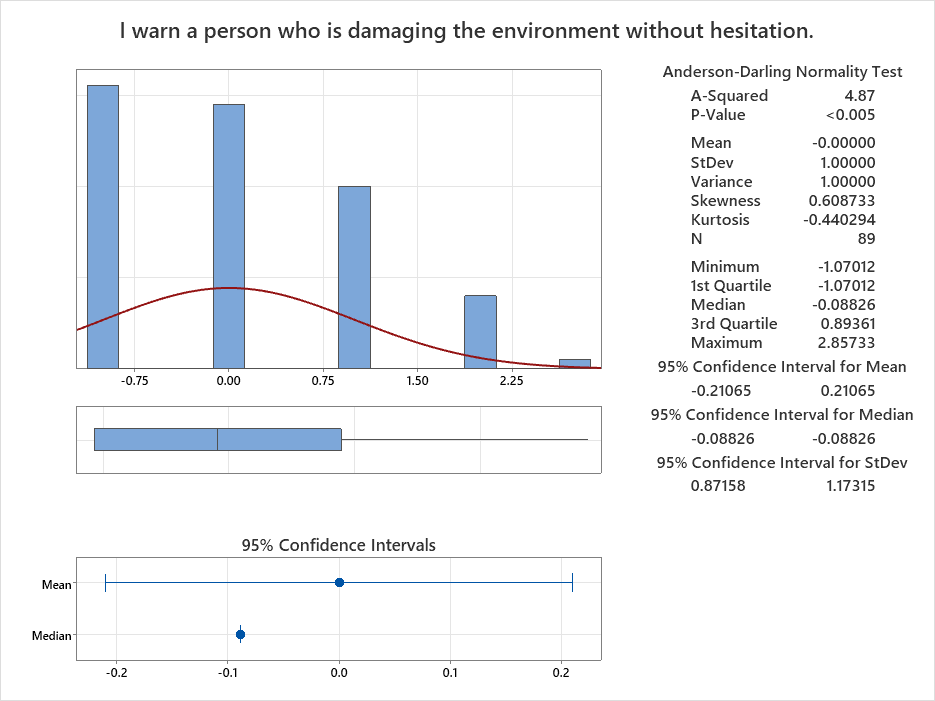 I warn a person who is damaging the environment without hesitation.
-0.75 0.00 0.75 1.50 2.25
95% Confidence Intervals
Mean
Median
-0.2 -0.1 0.0 0.1 0.2
Anderson-Darling Normality Test
A-Squared 4.87
P-Value <0.005
Mean -0.00000
StDev 1.00000
Variance 1.00000
Skewness 0.608733
Kurtosis -0.440294
N 89
Minimum -1.07012
1st Quartile -1.07012
Median -0.08826
3rd Quartile 0.89361
Maximum 2.85733
95% Confidence Interval for Mean
-0.21065 0.21065
95% Confidence Interval for Median
-0.08826 -0.08826
95% Confidence Interval for StDev
0.87158 1.17315